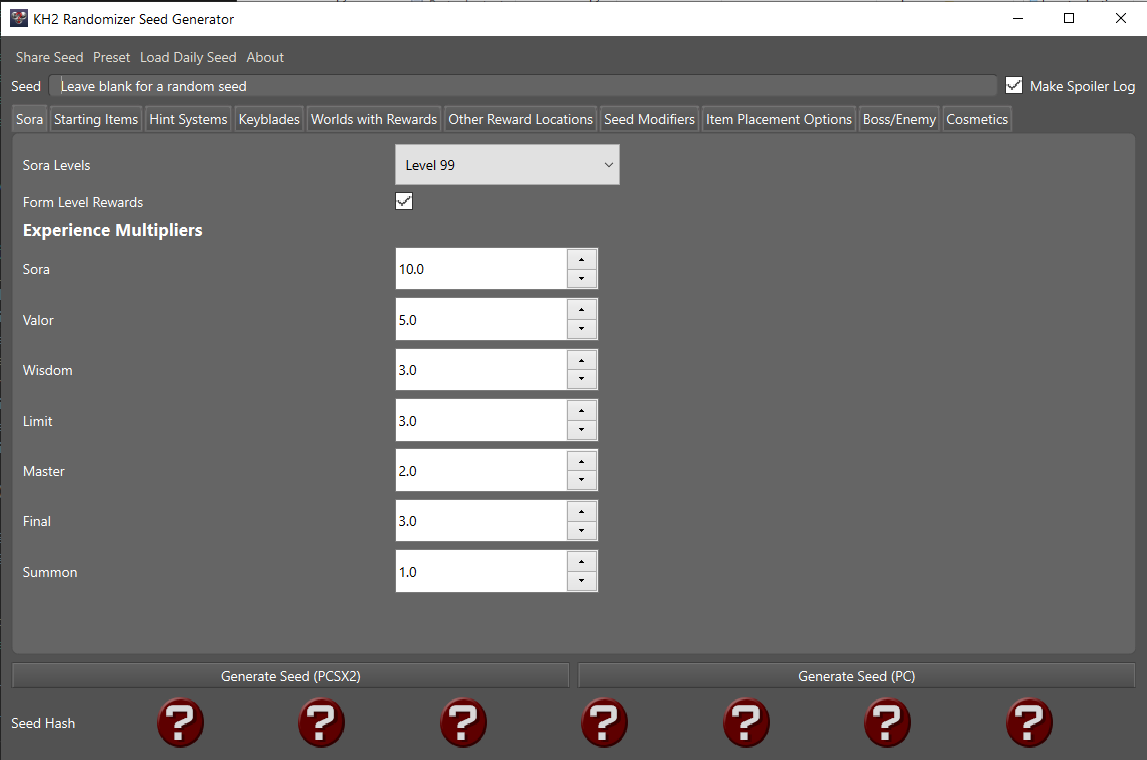 KH2 Randomizer Seed Generator
Share Seed Preset Load Daily Seed About
Seed Leave blank for a random seed Make Spoiler Log
Sora Starting Items Hint Systems Keyblades Worlds with Rewards Other Reward Locations Seed Modifiers Item Placement Options Boss/Enemy Cosmetics
Sora Levels Level 99
Form Level Rewards
Experience Multipliers
Sora 10.0
Valor 5.0
Wisdom 3.0
Limit 3.0
Master 2.0
Final 3.0
Summon 1.0
Generate Seed (PCSX2) Generate Seed (PC)
Seed Hash ? ? ? ? ? ? ?